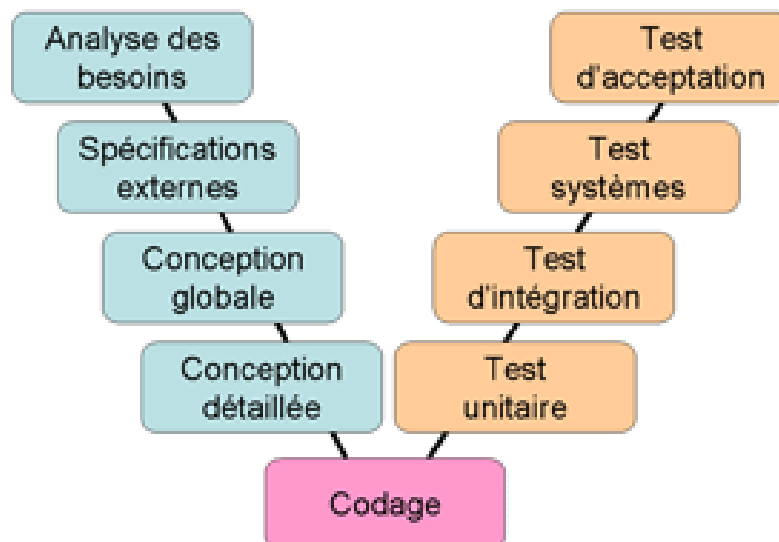 Analyse des
besoins
Spécifications
externes
Conception
globale
Conception
détaillée
Codage
Test
unitaire
Test
d'intégration
Test
systèmes
Test
d'acceptation